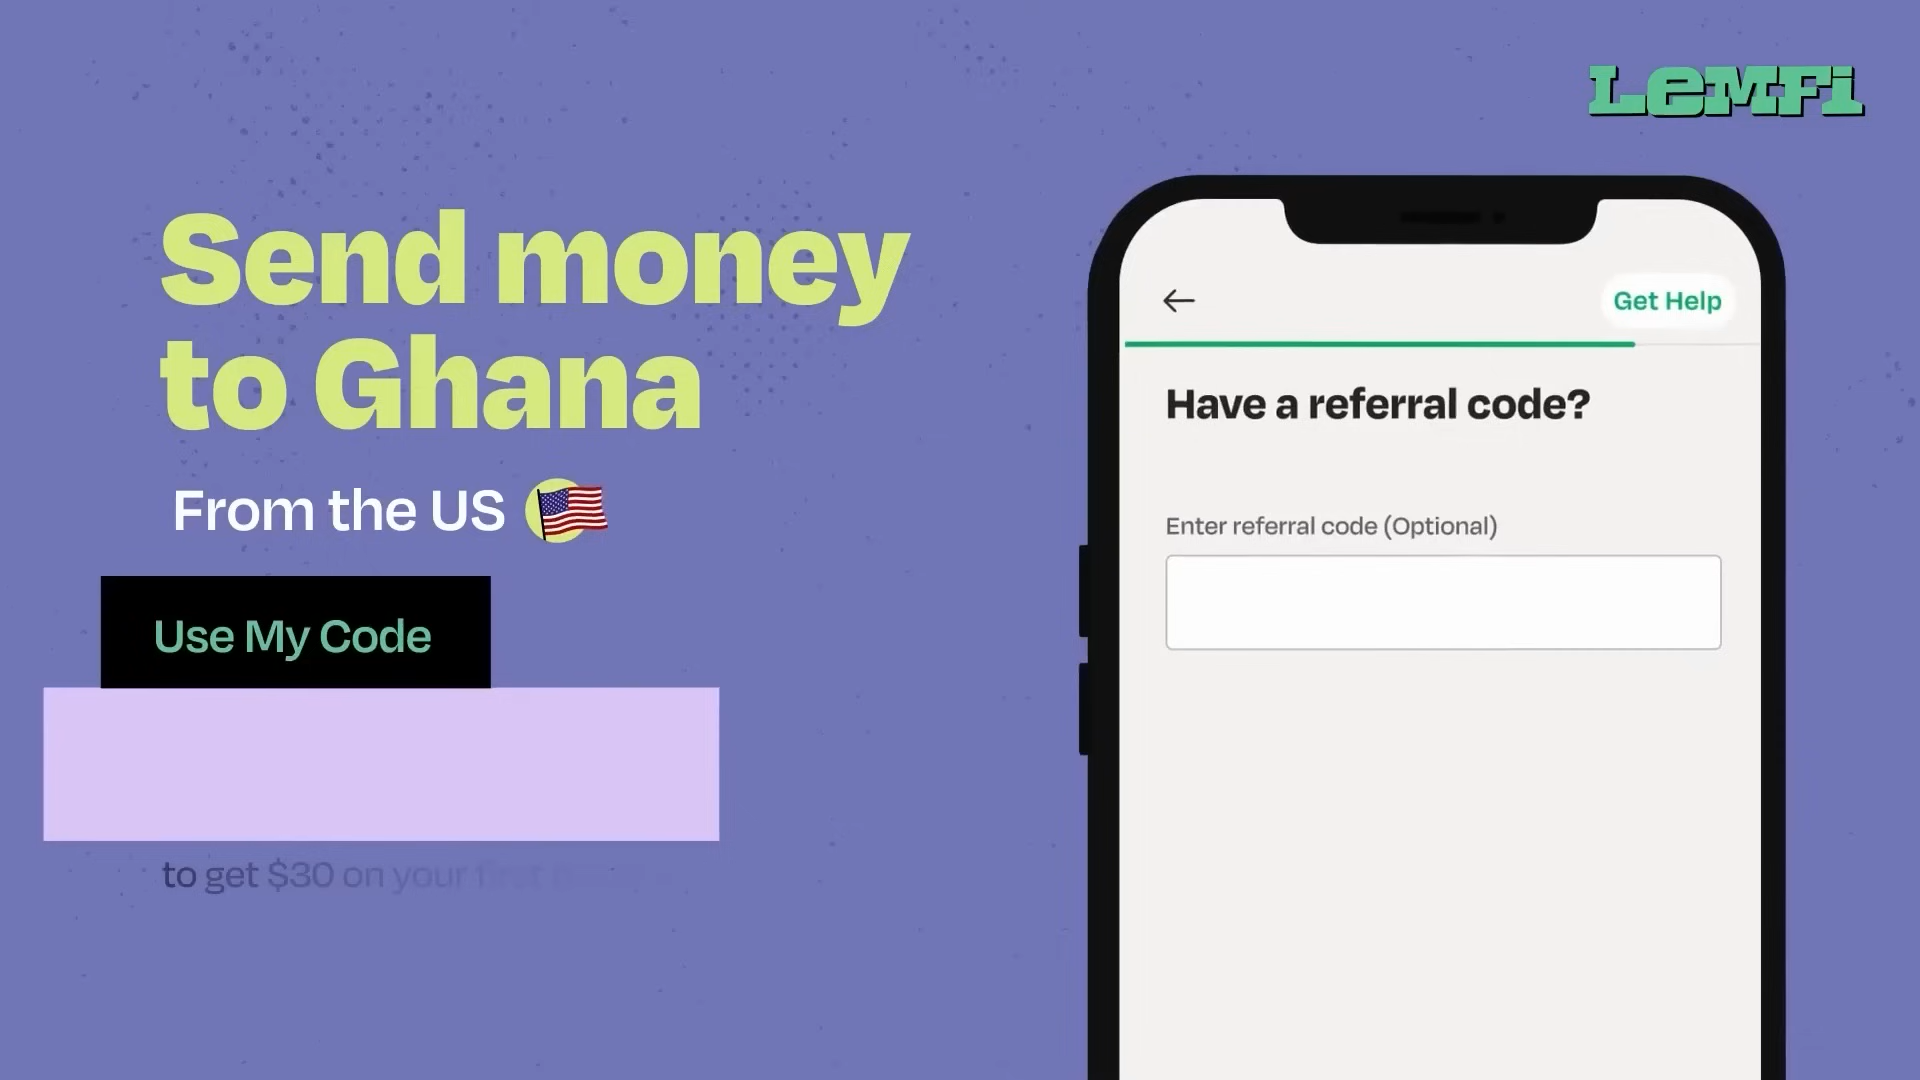 LemFi
Send money
to Ghana
From the US
Use My Code
to get $30 on your first
Get Help
Have a referral code?
Enter referral code (Optional)